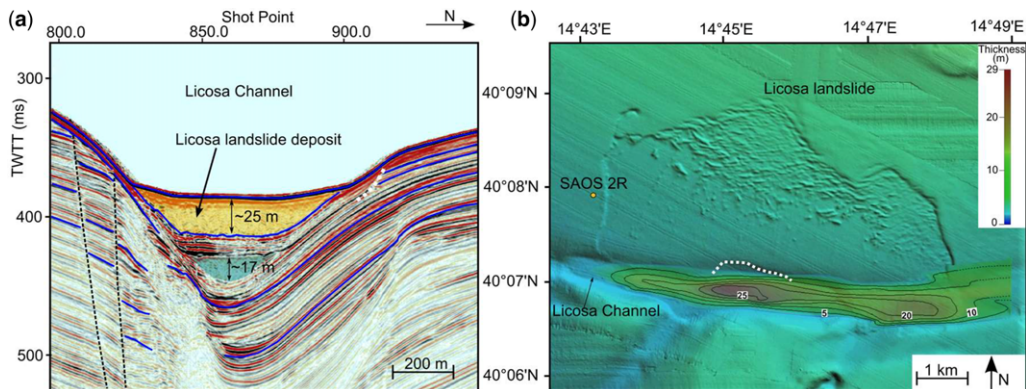 (a)
Shot Point
N
800.0
850.0
900.0
300
400
500
TWTT (ms)
Licosa Channel
Licosa landslide deposit
~25 m
~17 m
200 m
(b)
14°43'E
14°45'E
14°47'E
14°49'E
40°09'N
40°08'N
40°07'N
40°06'N
Thickness
(m)
29
20
10
0
Licosa landslide
SAOS 2R
Licosa Channel
25
5
20
10
1 km
N